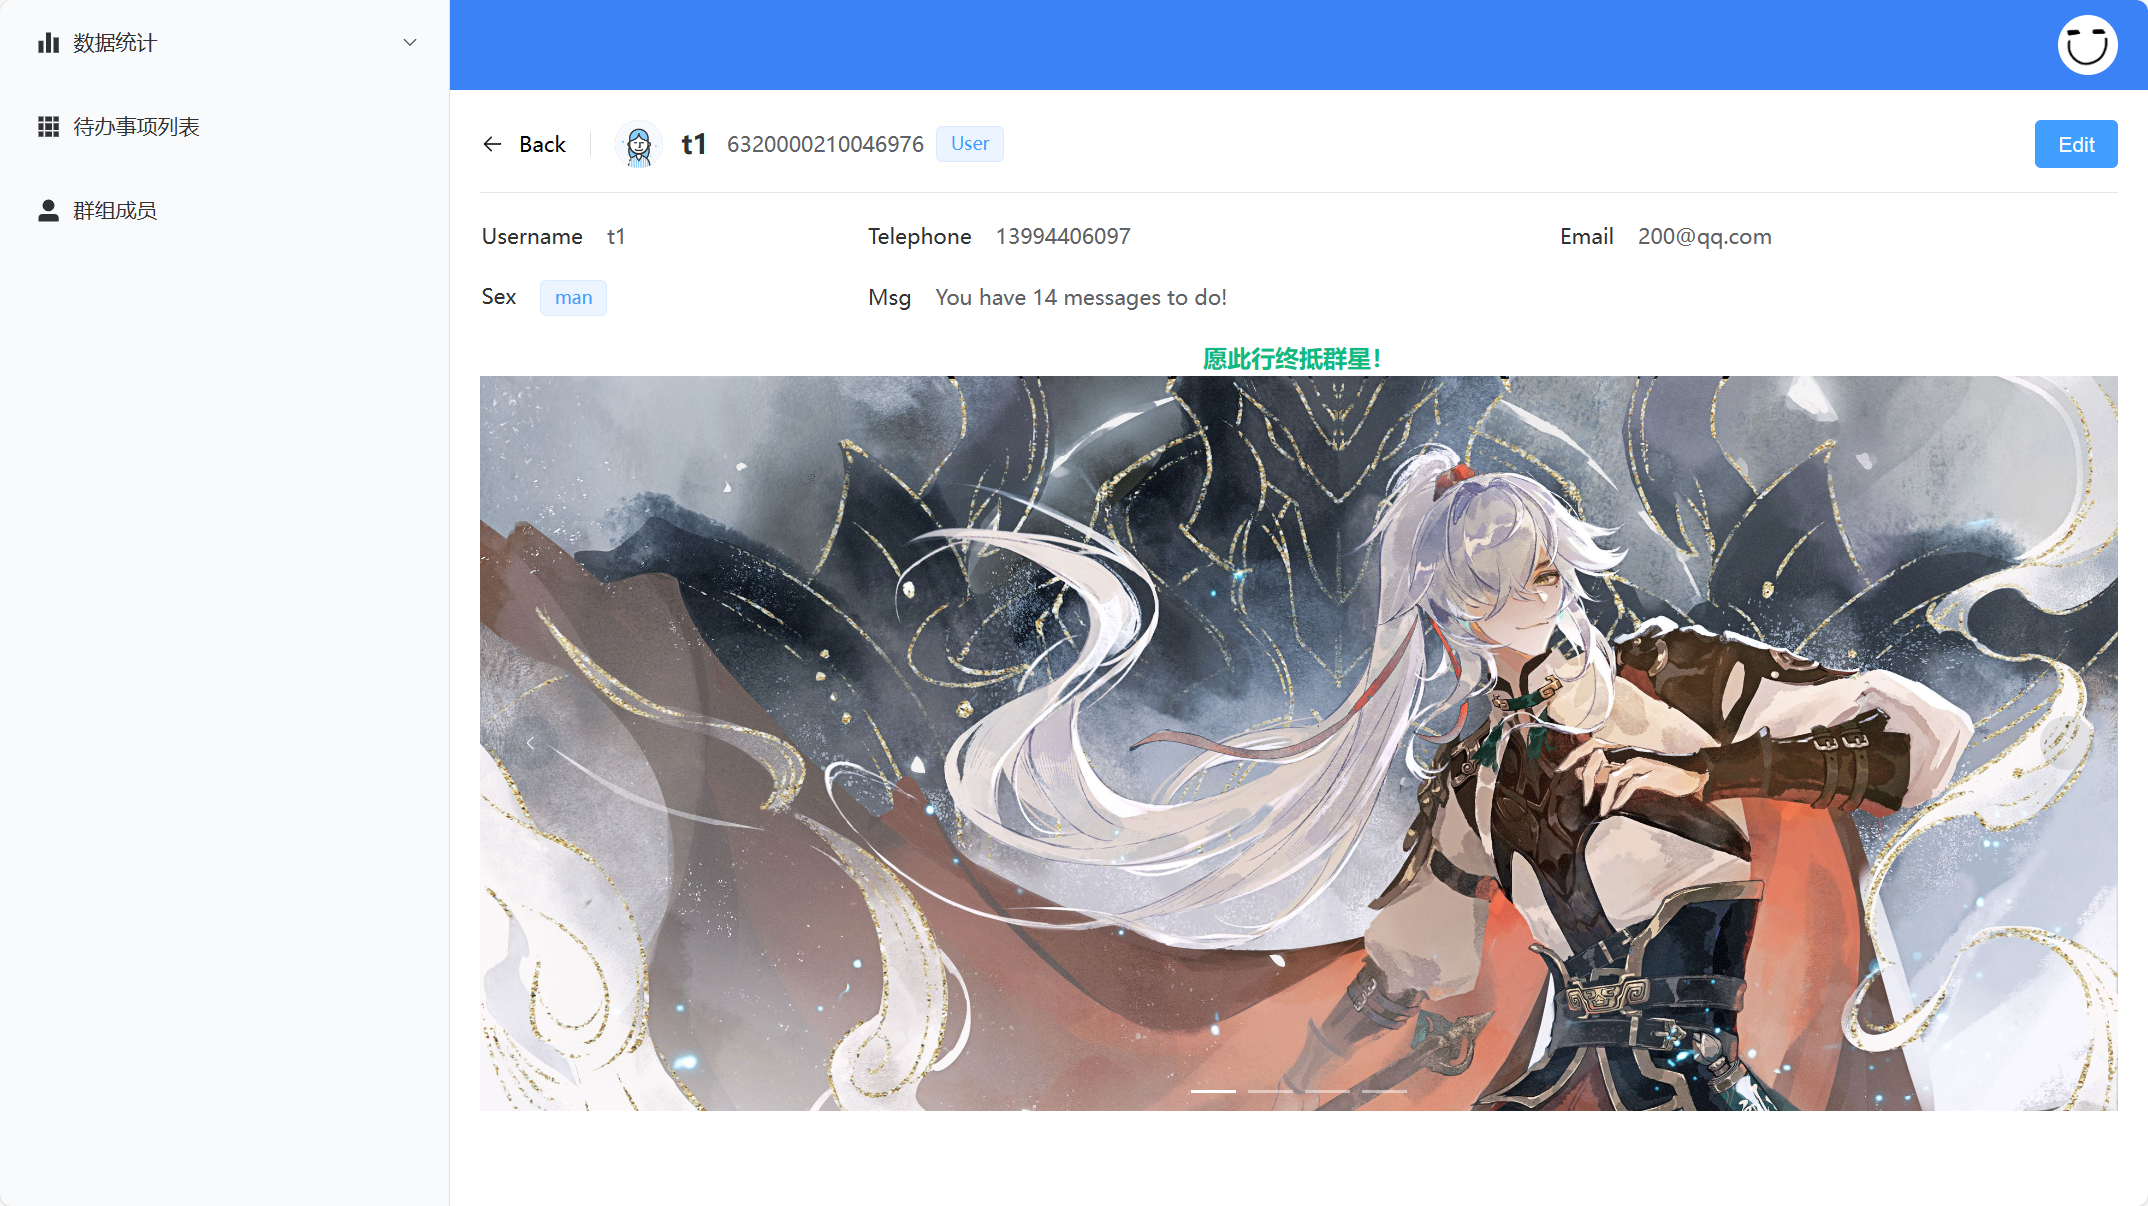 数据统计
待办事项列表
群组成员
Back t1 6320000210046976 User Edit
Username t1 Telephone 13994406097 Email 200@qq.com
Sex man Msg You have 14 messages to do!
愿此行终抵群星！